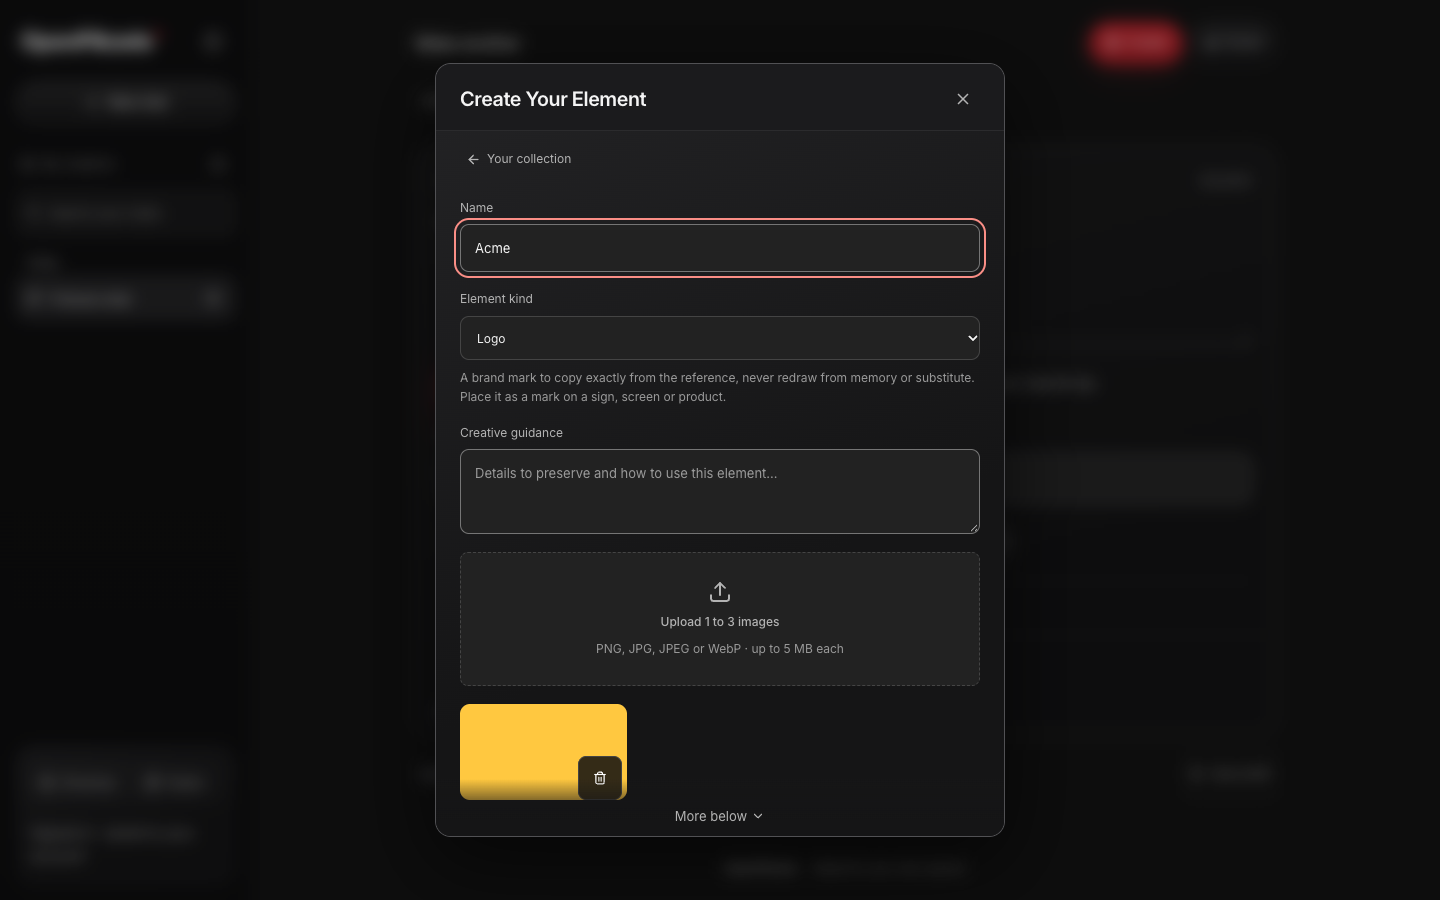 Create Your Element
Your collection
Name
Acme
Element kind
Logo
A brand mark to copy exactly from the reference, never redraw from memory or substitute.
Place it as a mark on a sign, screen or product.
Creative guidance
Details to preserve and how to use this element...
Upload 1 to 3 images
PNG, JPG, JPEG or WebP · up to 5 MB each
More below